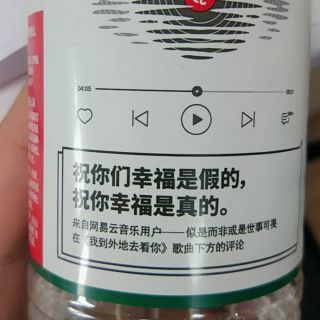 04:05
祝你们幸福是假的，
祝你幸福是真的。
来自网易云音乐用户——似是而非或是世事可畏
在《我到外地去看你》歌曲下方的评论